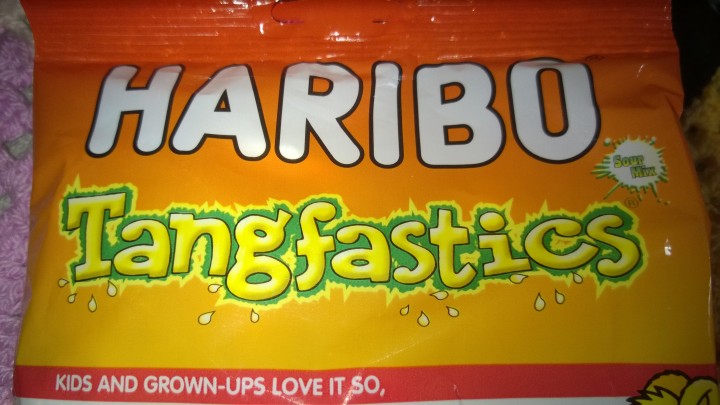 HARIBO
Sour
Mix
Tangfastics
KIDS AND GROWN-UPS LOVE IT SO,